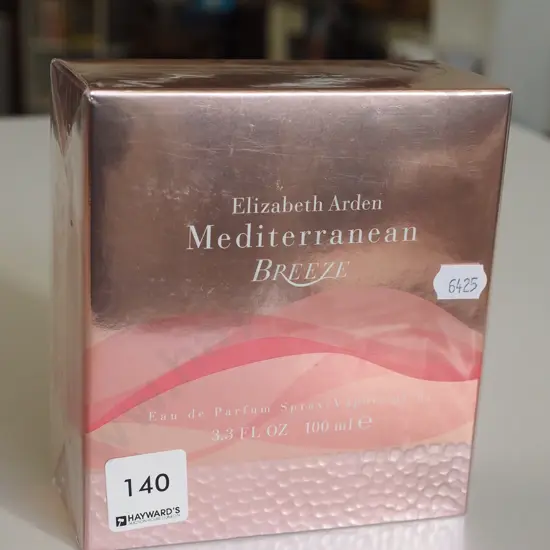 Elizabeth Arden
Mediterranean
BREEZE
6425
Eau de Parfum Spray
3.3 FL OZ 100 ml ℮
140
HAYWARD'S